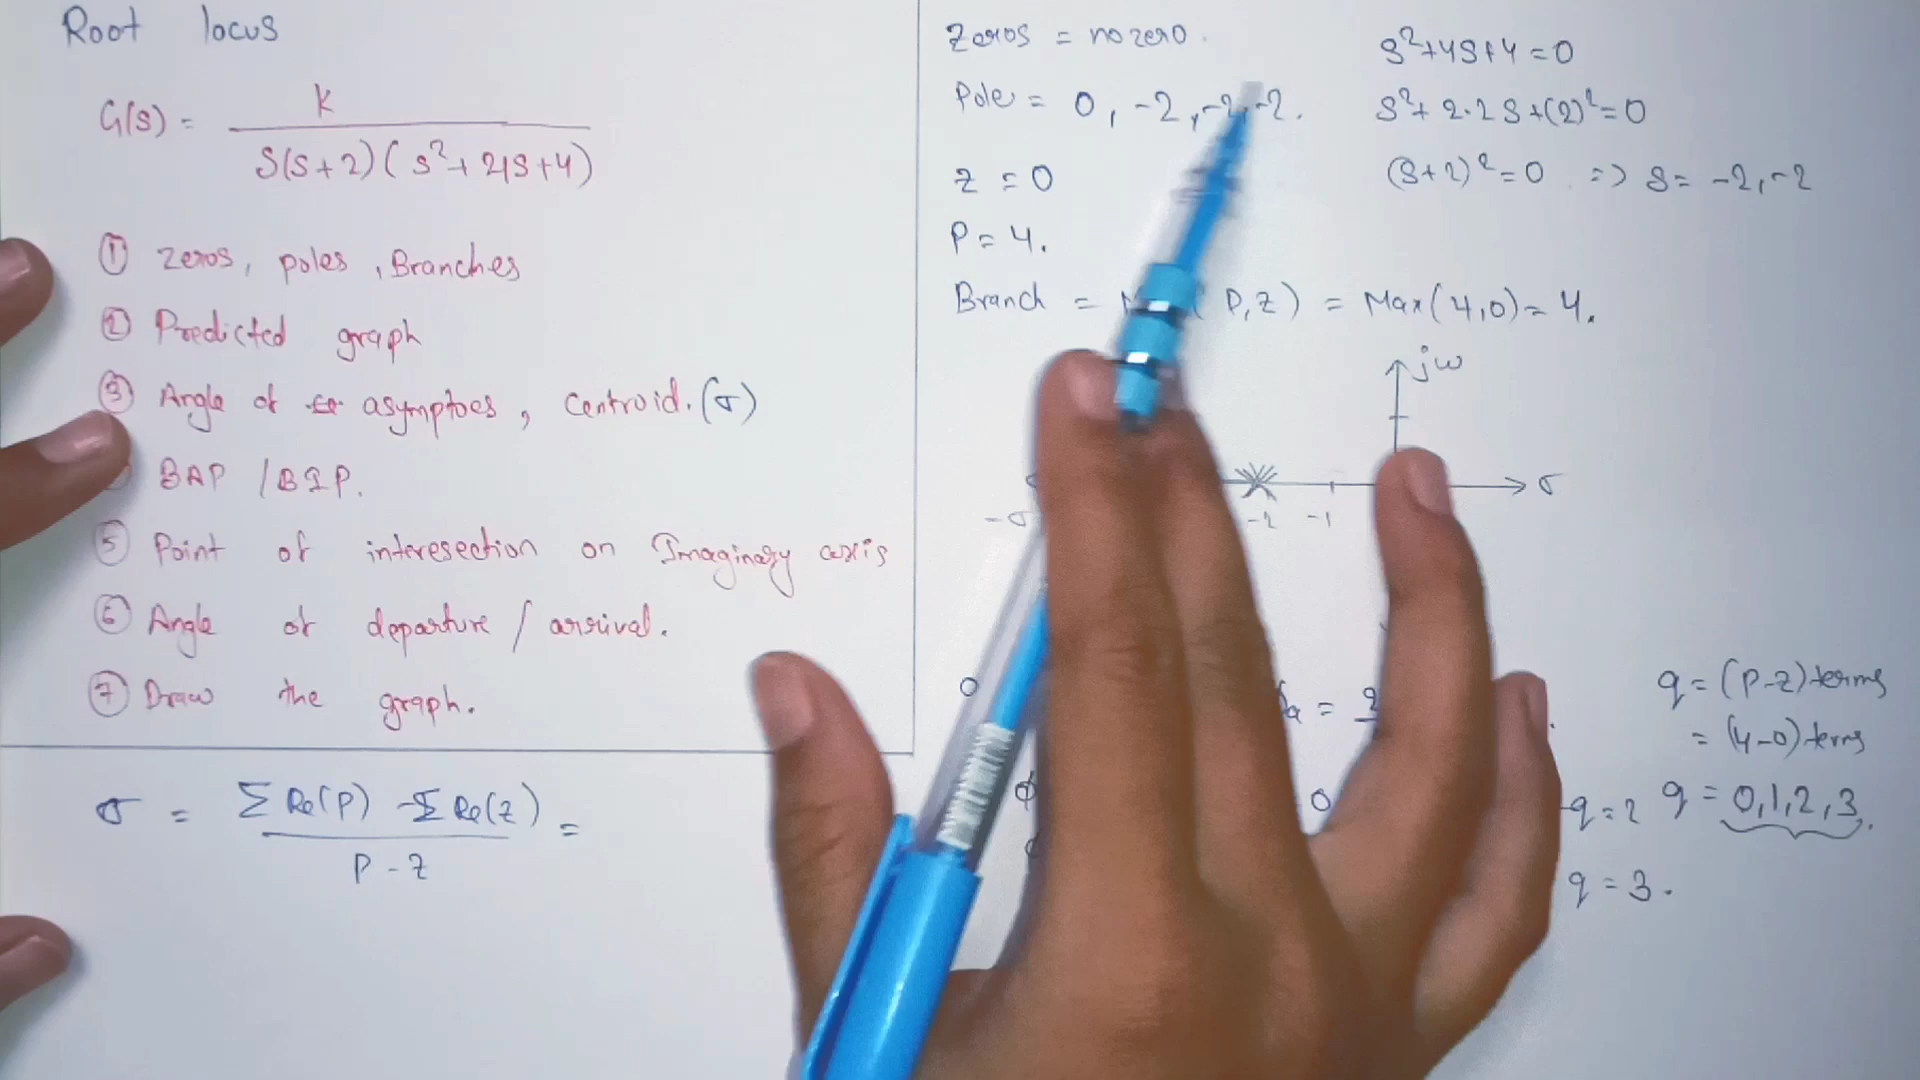 Root locus
G(s) = K
S(S+2)(S²+4S+4)
① Zeros, poles, Branches
② Predicted graph
③ Angle of asymptoes, Centroid.(σ)
BAP / BIP.
⑤ Point of interesection on Imaginary axis
⑥ Angle of departure / arrival.
⑦ Draw the graph.
σ = ΣRe(P) - ΣRe(Z) =
P - Z
Zeros = no zero.
Pole = 0, -2, -2, -2.
Z = 0
P = 4.
Branch = ( P, Z ) = Max(4,0) = 4.
S²+4S+4=0
S²+2.2S+(2)²=0
(S+2)²=0 => S= -2,-2
jω
σ
-σ -2 -1
q = (P-Z) terms
= (4-0) terms
q = 0,1,2,3.
q=2
q = 3.